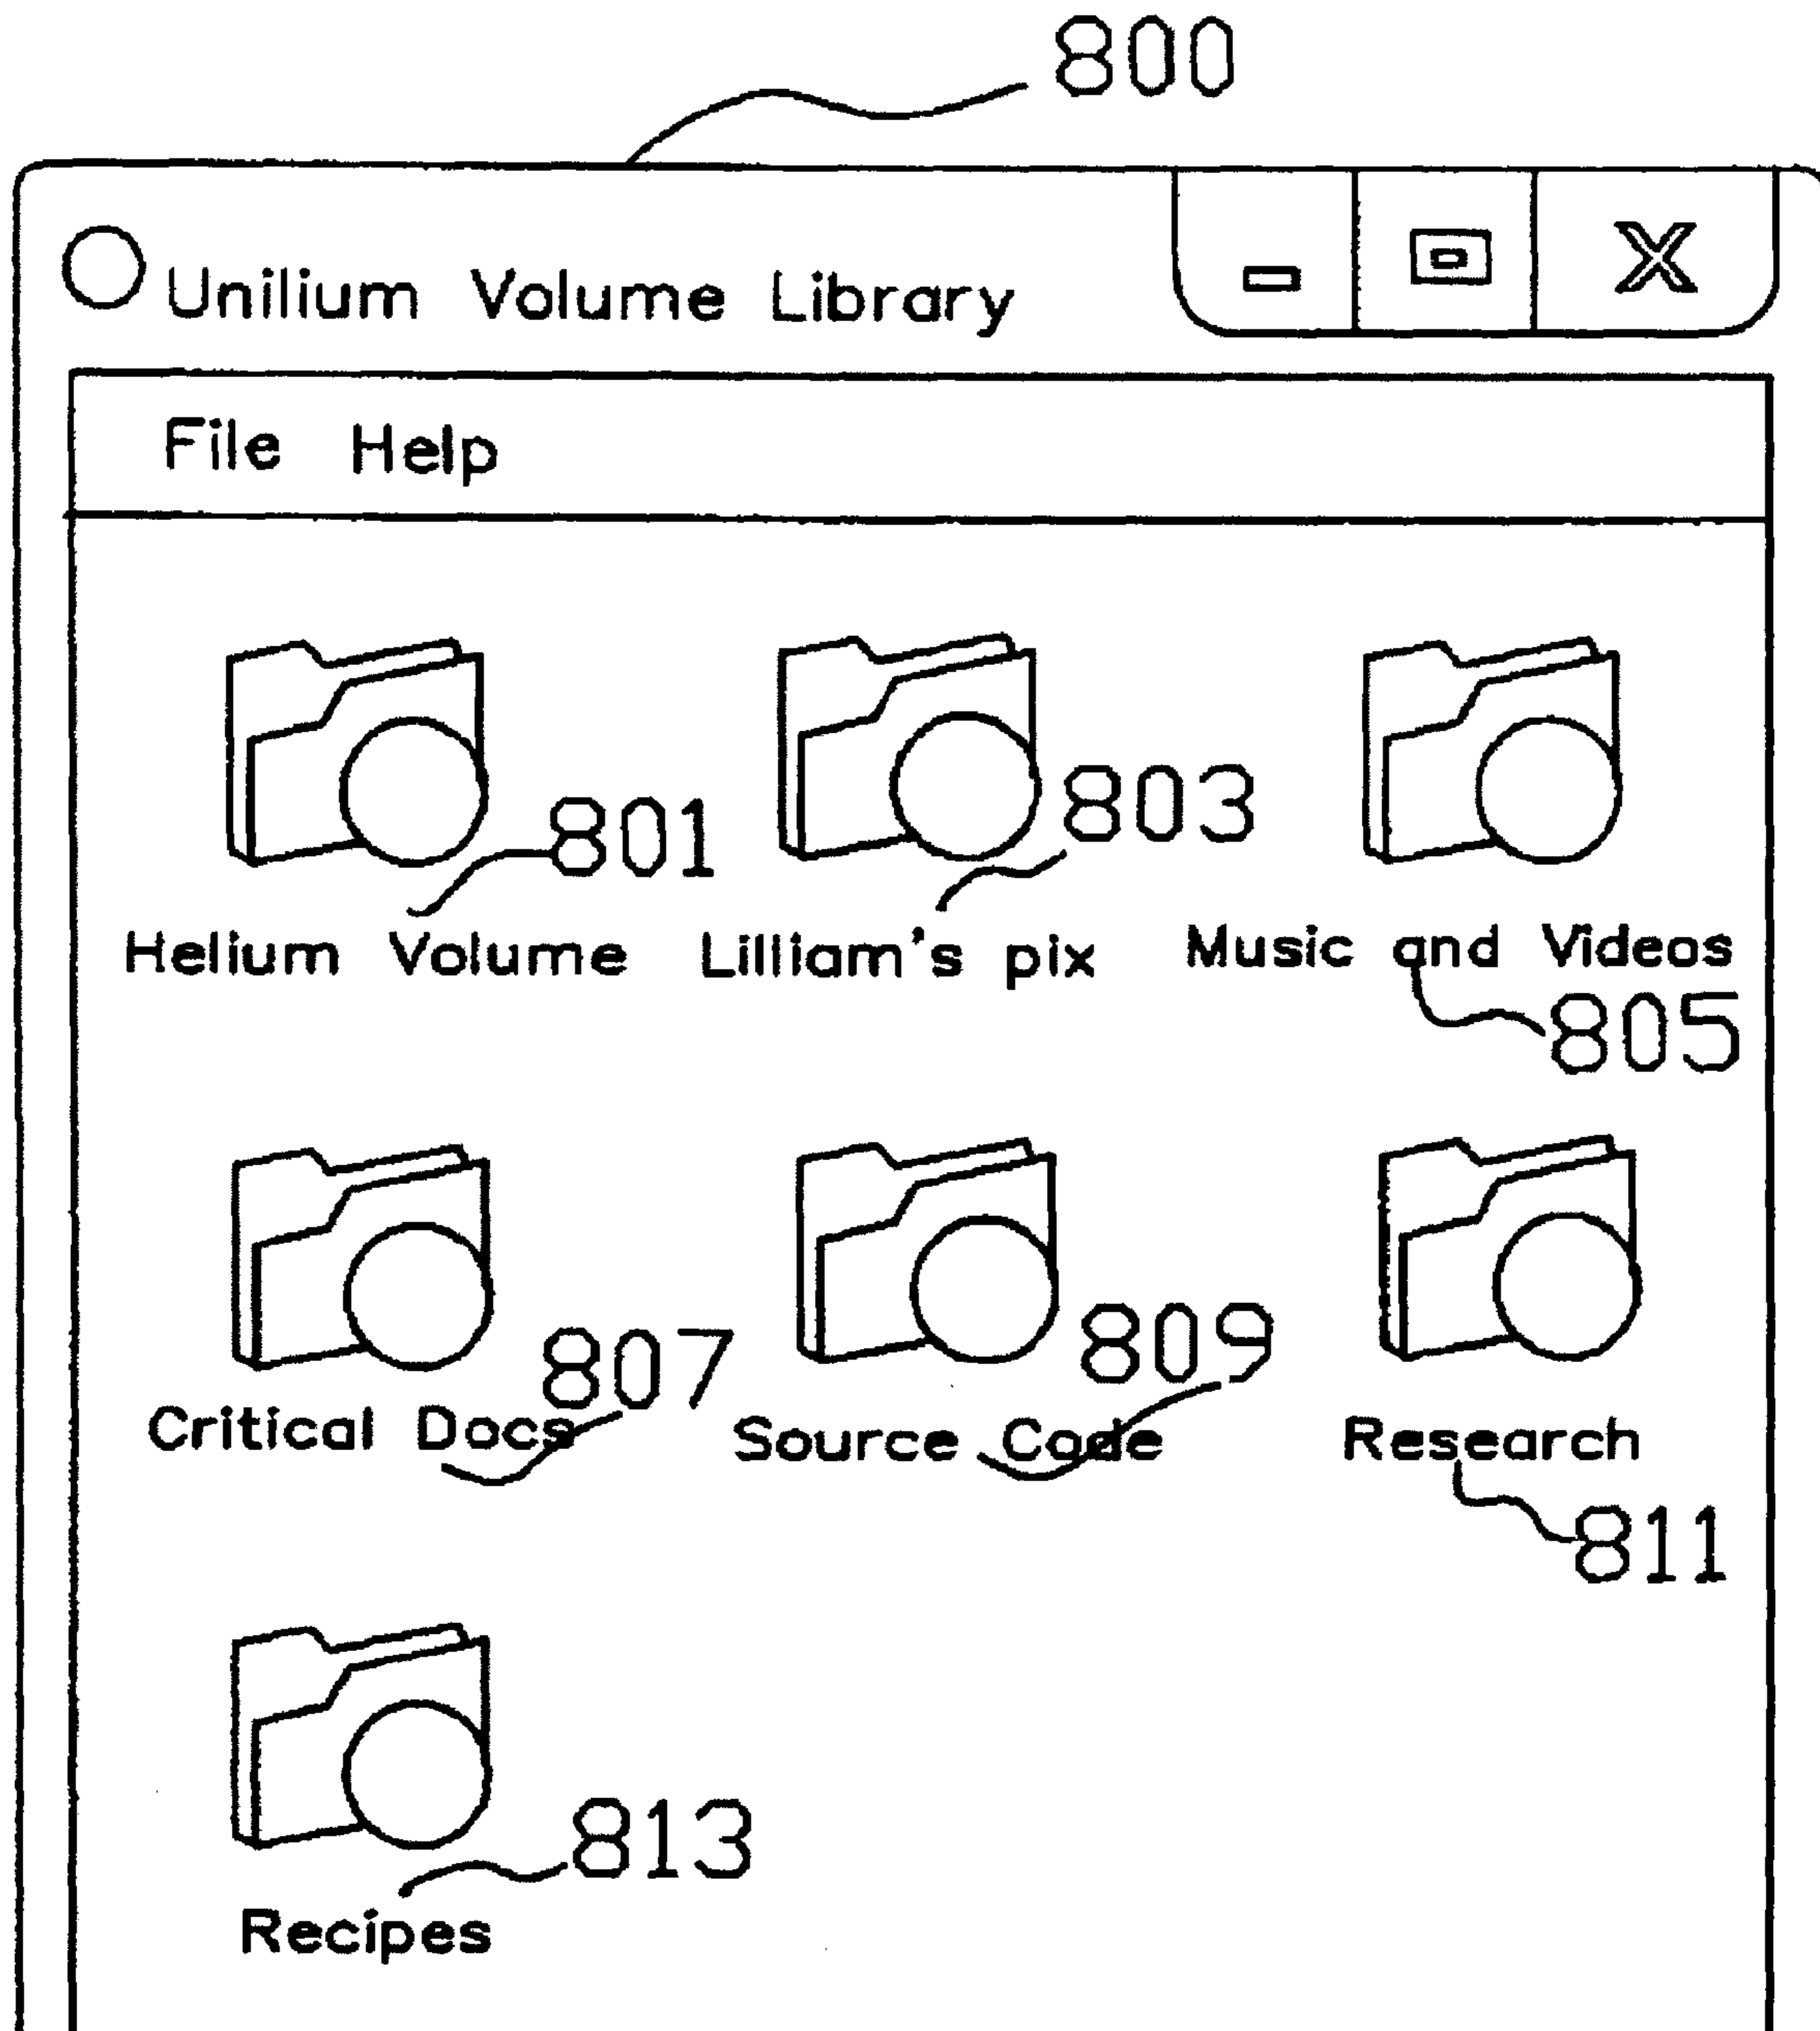 800
Unilium Volume Library X
File Help
801 803
Helium Volume Lilliam's pix Music and Videos
805
807 809
Critical Docs Source Code Research
811
813
Recipes